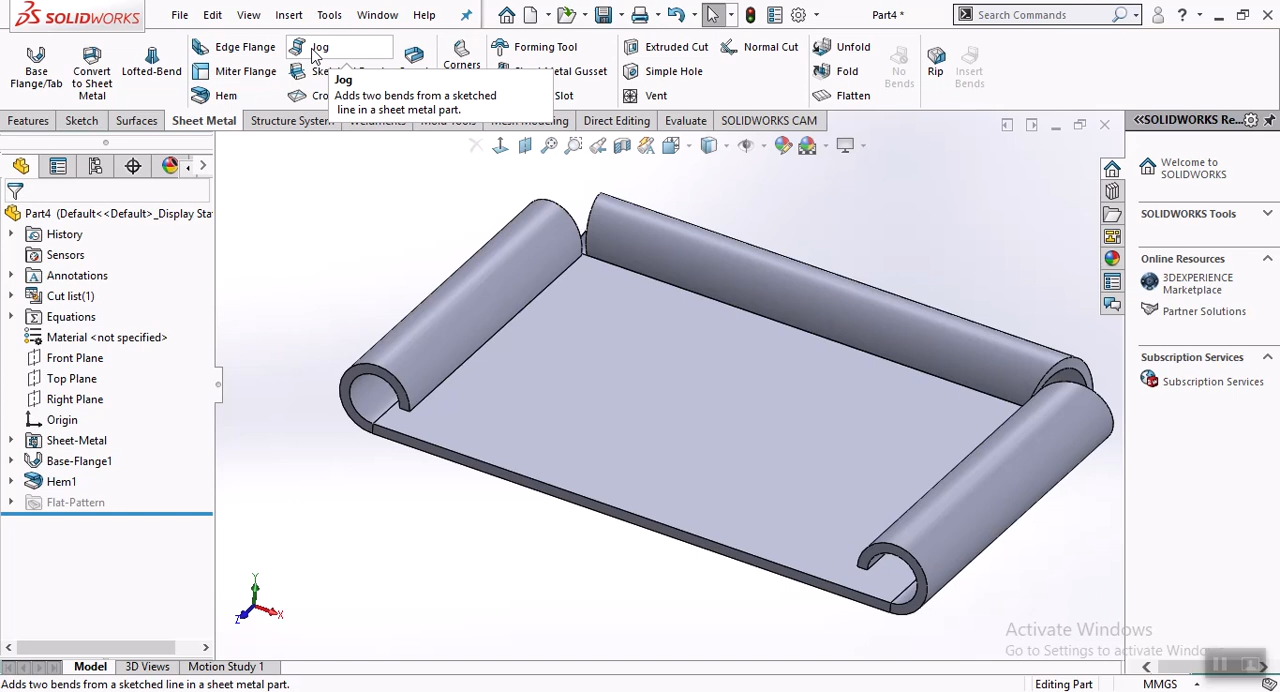 SOLIDWORKS
File Edit View Insert Tools Window Help
Part4 *
Search Commands
Base Flange/Tab
Convert to Sheet Metal
Lofted-Bend
Edge Flange
Miter Flange
Hem
Jog
Corners
Forming Tool
Metal Gusset
Slot
Extruded Cut
Simple Hole
Vent
Normal Cut
Unfold
Fold
Flatten
No Bends
Rip
Insert Bends
Jog
Adds two bends from a sketched
line in a sheet metal part.
Features Sketch Surfaces Sheet Metal Structure System Weldments Mold Tools Mesh Modeling Direct Editing Evaluate SOLIDWORKS CAM
<<SOLIDWORKS Re...
Part4 (Default<<Default>_Display Sta
History
Sensors
Annotations
Cut list(1)
Equations
Material <not specified>
Front Plane
Top Plane
Right Plane
Origin
Sheet-Metal
Base-Flange1
Hem1
Flat-Pattern
Y
X
Z
Welcome to
SOLIDWORKS
SOLIDWORKS Tools
Online Resources
3DEXPERIENCE
Marketplace
Partner Solutions
Subscription Services
Subscription Services
Activate Windows
Go to Settings to activate
Model 3D Views Motion Study 1
Adds two bends from a sketched line in a sheet metal part.
Editing Part
MMGS